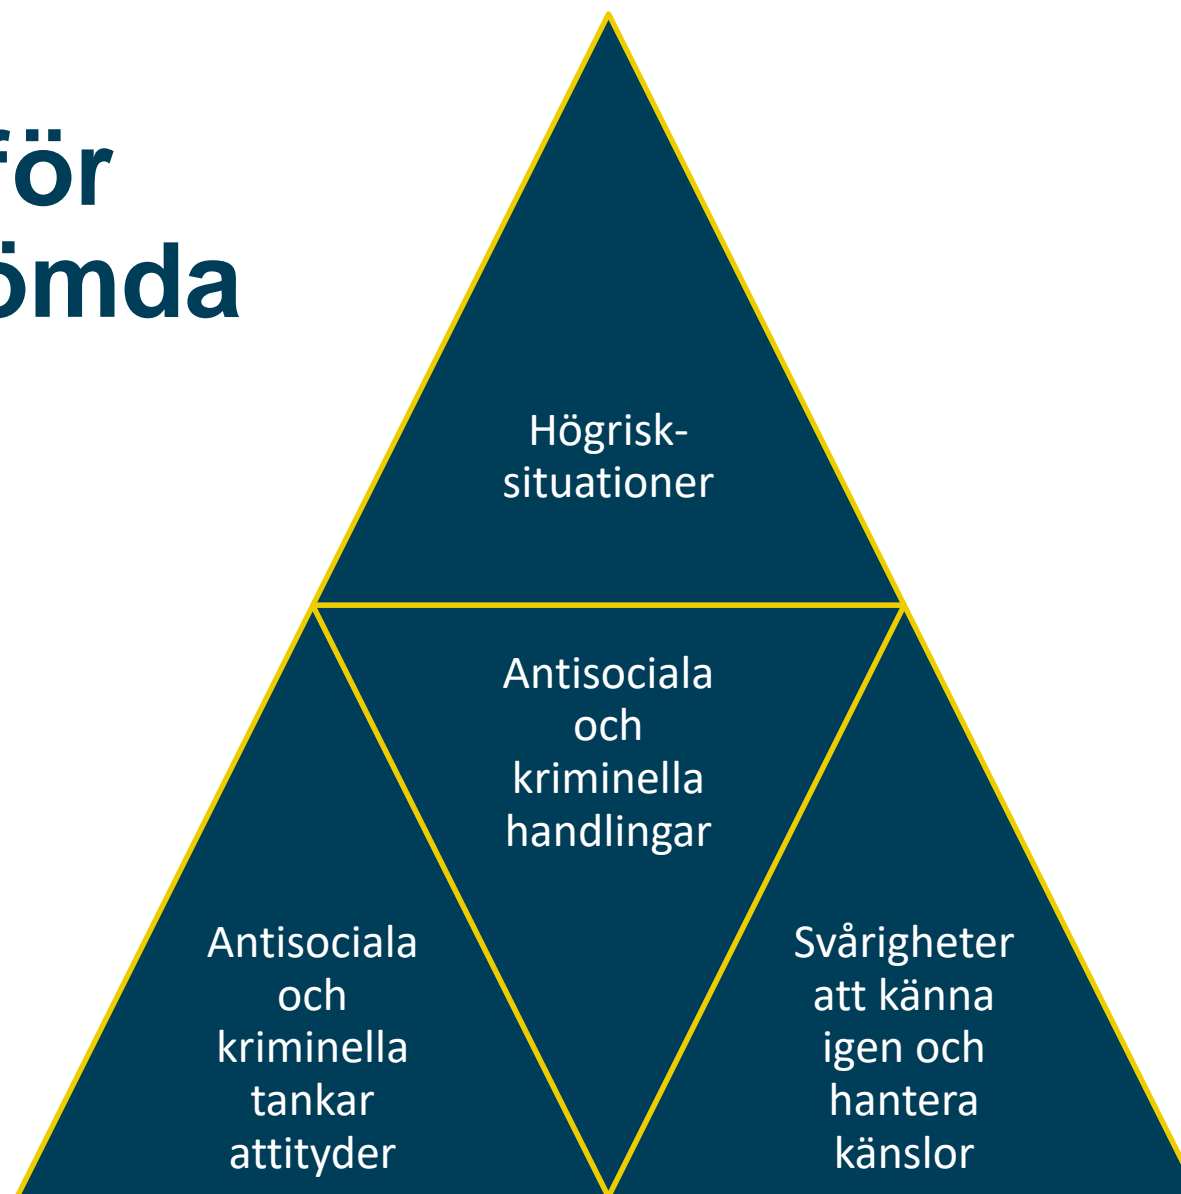 för
ömda
Högrisk-
situationer
Antisociala
och
kriminella
handlingar
Antisociala
och
kriminella
tankar
attityder
Svårigheter
att känna
igen och
hantera
känslor